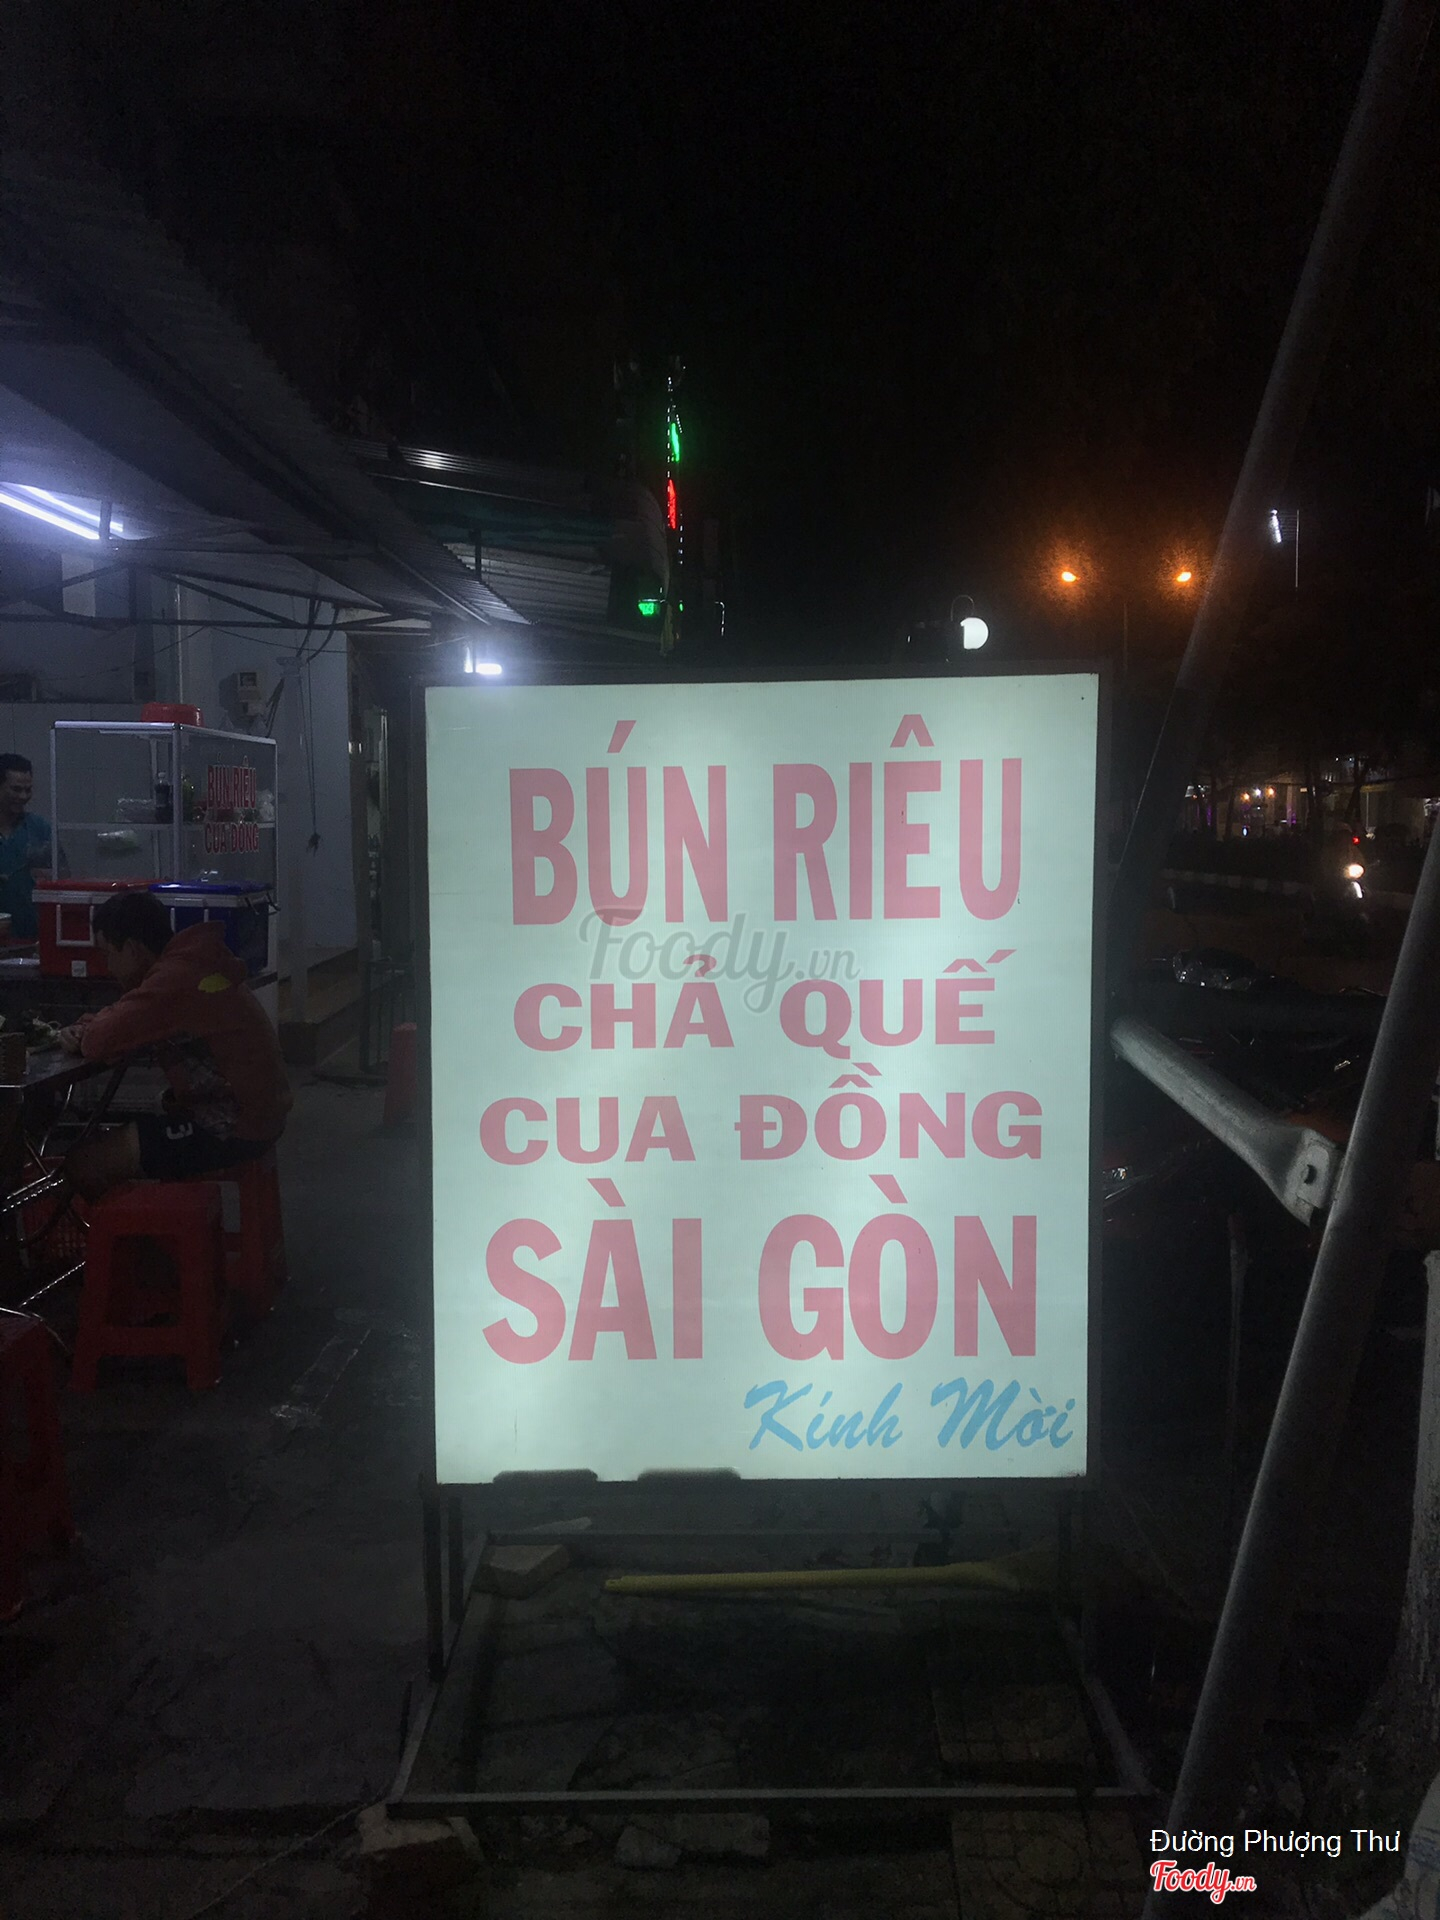 BÚN RIÊU
CUA ĐỒNG
BÚN RIÊU
CHẢ QUẾ
CUA ĐỒNG
SÀI GÒN
Kính Mời
Foody.vn
Đường Phượng Thư
Foody.vn